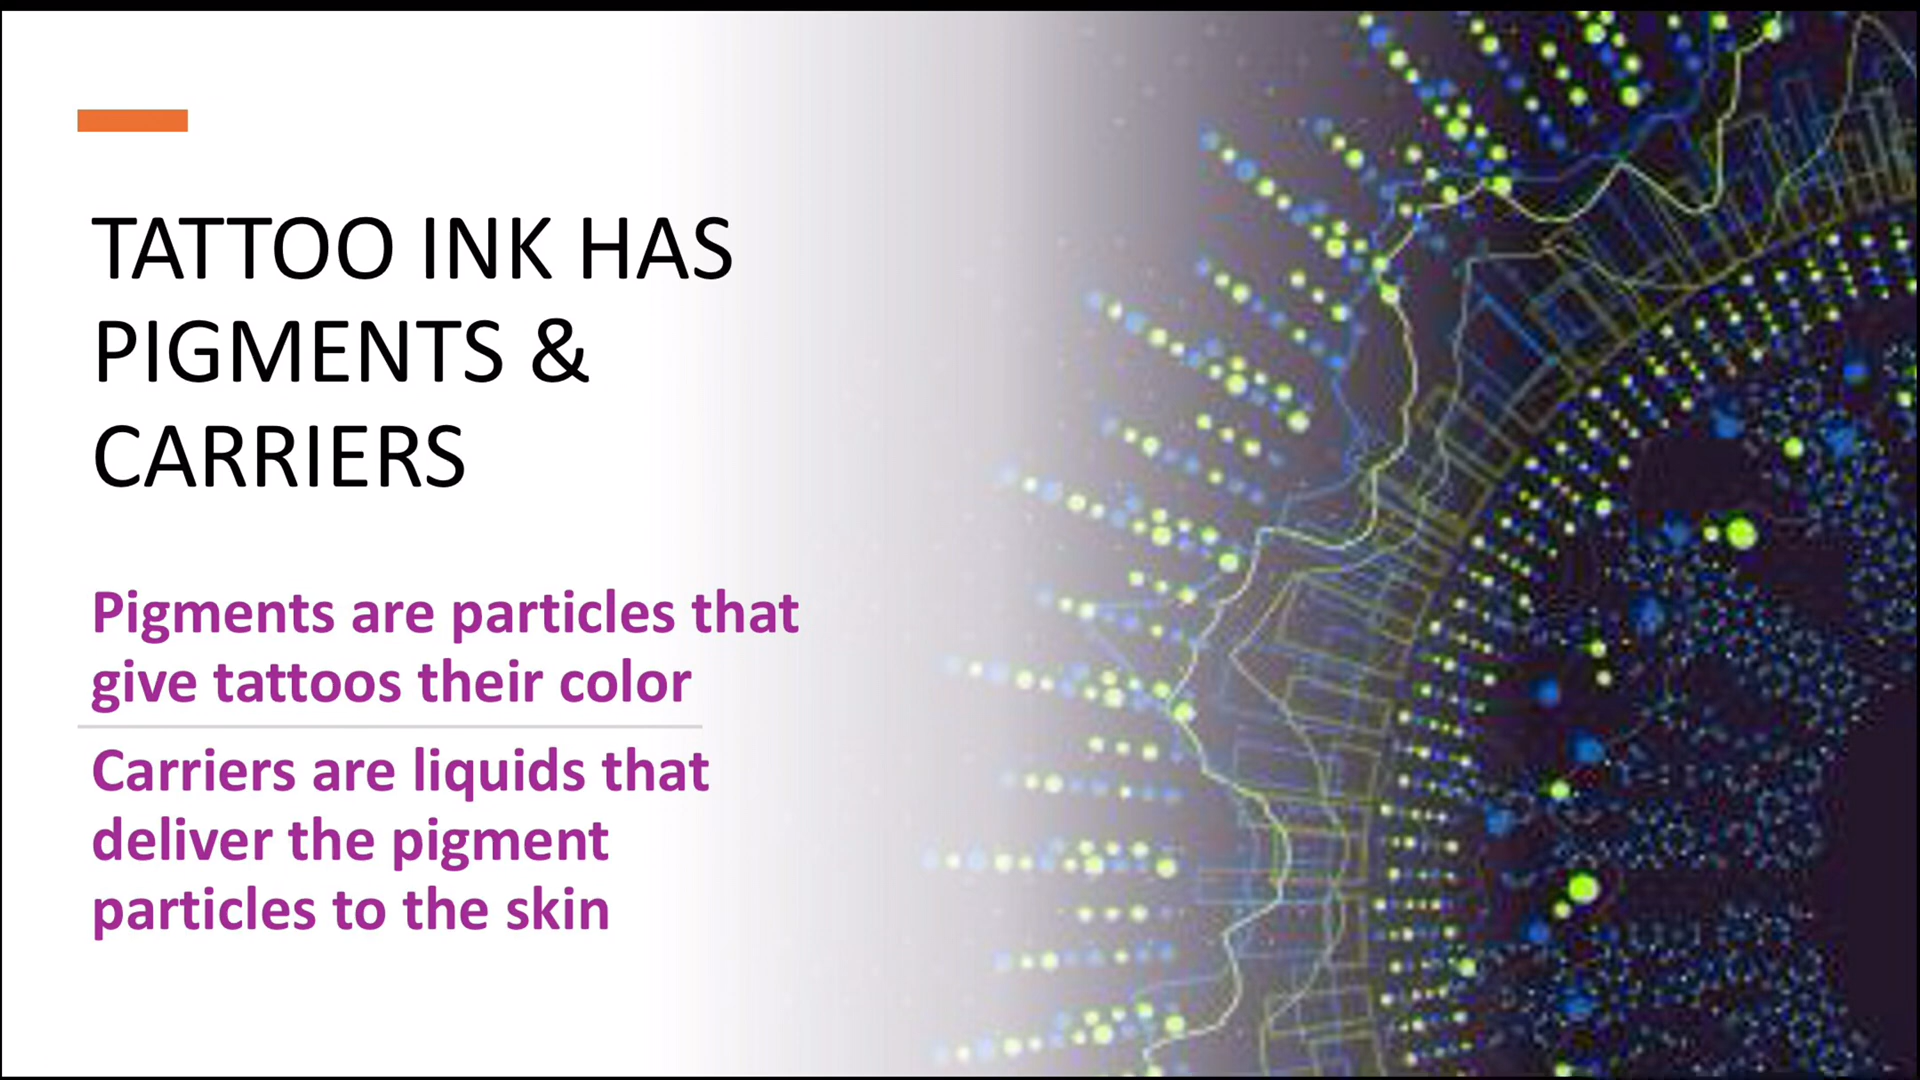 TATTOO INK HAS
PIGMENTS &
CARRIERS
Pigments are particles that
give tattoos their color
Carriers are liquids that
deliver the pigment
particles to the skin